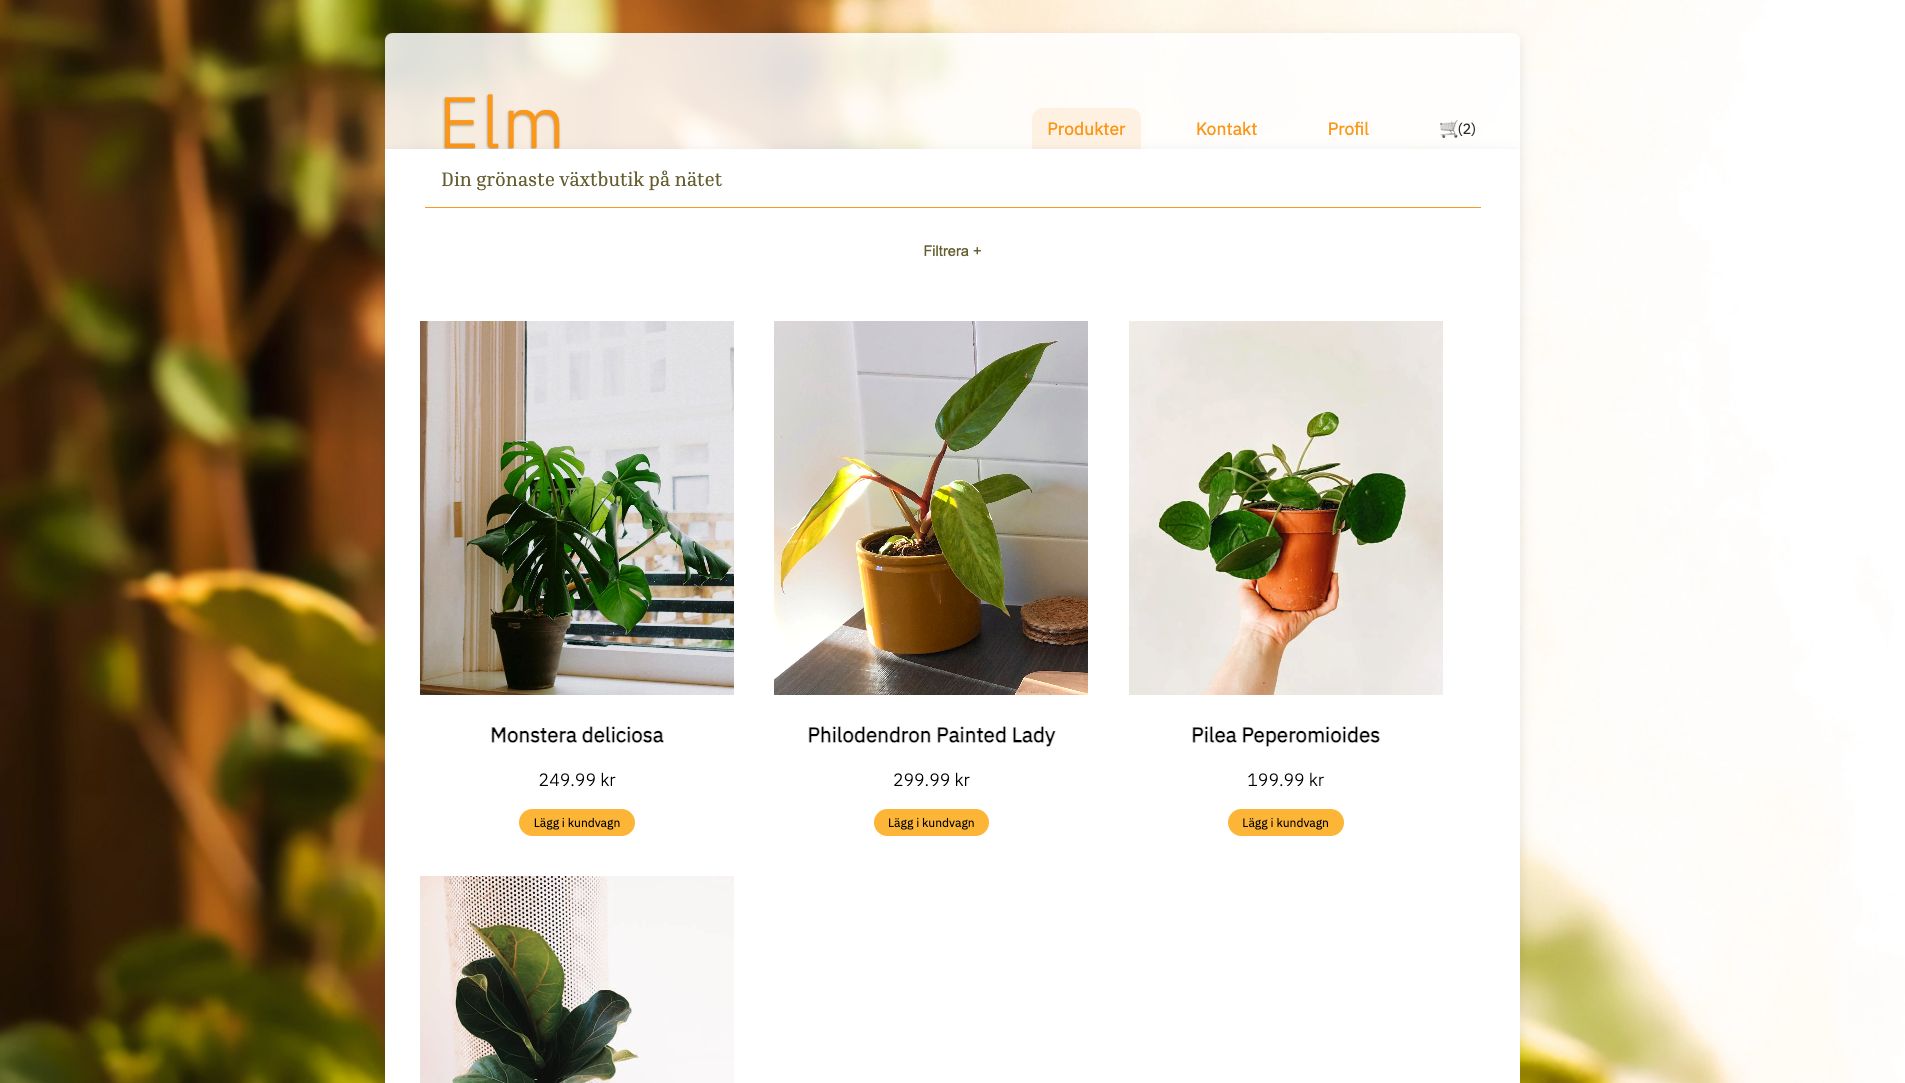 Elm
Produkter
Kontakt
Profil
(2)
Din grönaste växtbutik på nätet
Filtrera +
Monstera deliciosa
Philodendron Painted Lady
Pilea Peperomioides
249.99 kr
299.99 kr
199.99 kr
Lägg i kundvagn
Lägg i kundvagn
Lägg i kundvagn